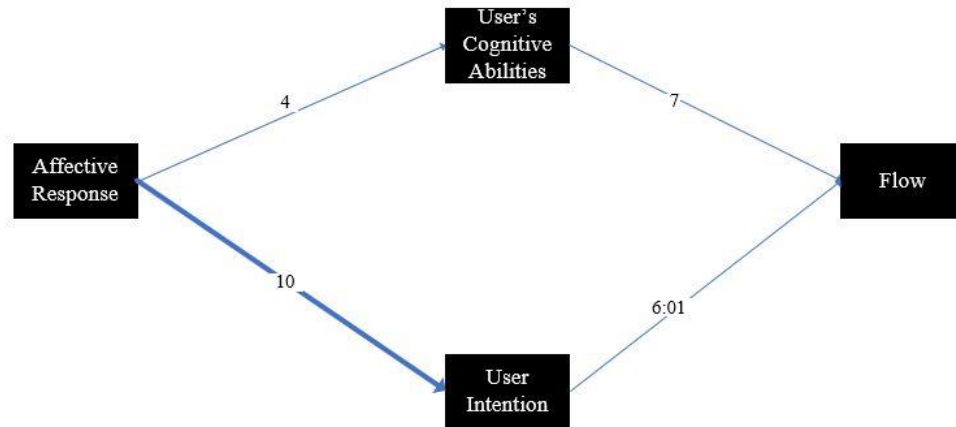 User's
Cognitive
Abilities
4
7
Affective
Response
Flow
10
6:01
User
Intention